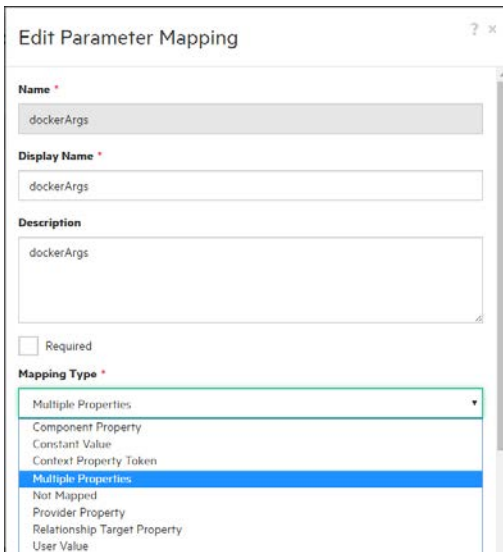 Edit Parameter Mapping
? ×
Name *
dockerArgs
Display Name *
dockerArgs
Description
dockerArgs
Required
Mapping Type *
Multiple Properties
Component Property
Constant Value
Context Property Token
Multiple Properties
Not Mapped
Provider Property
Relationship Target Property
User Value